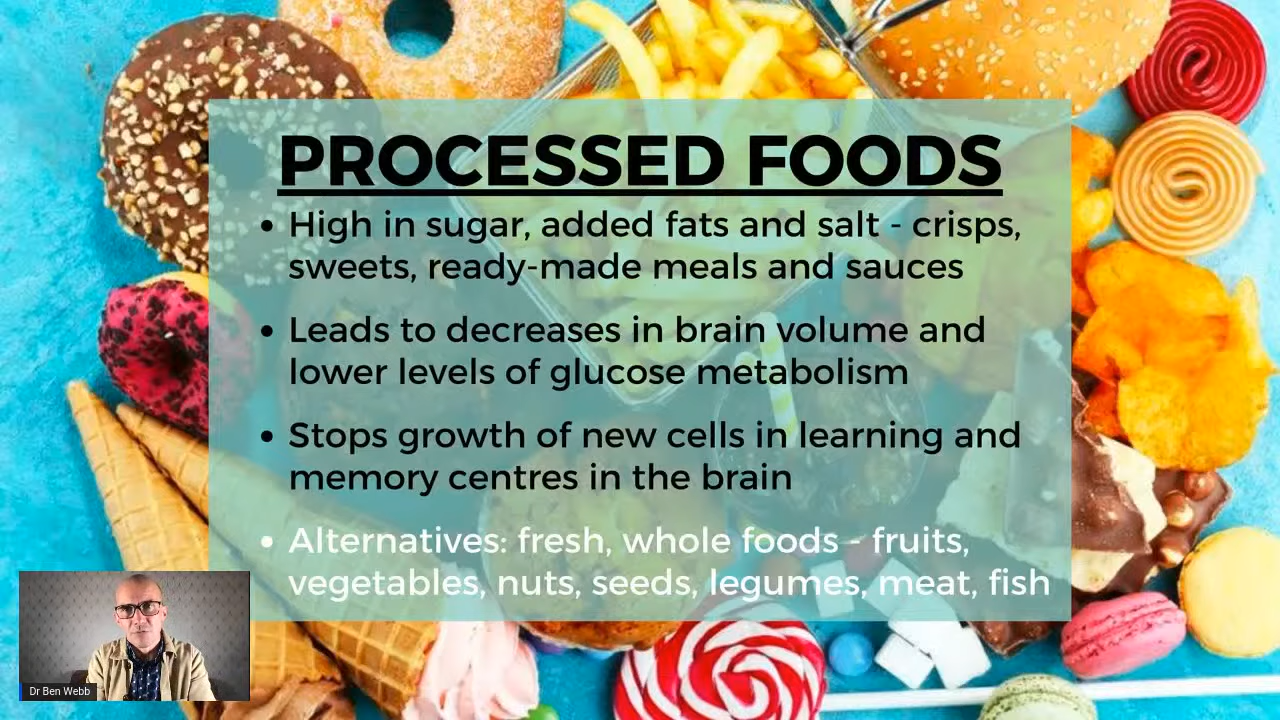 PROCESSED FOODS
• High in sugar, added fats and salt - crisps,
sweets, ready-made meals and sauces
• Leads to decreases in brain volume and
lower levels of glucose metabolism
• Stops growth of new cells in learning and
memory centres in the brain
• Alternatives: fresh, whole foods - fruits,
vegetables, nuts, seeds, legumes, meat, fish
Dr Ben Webb